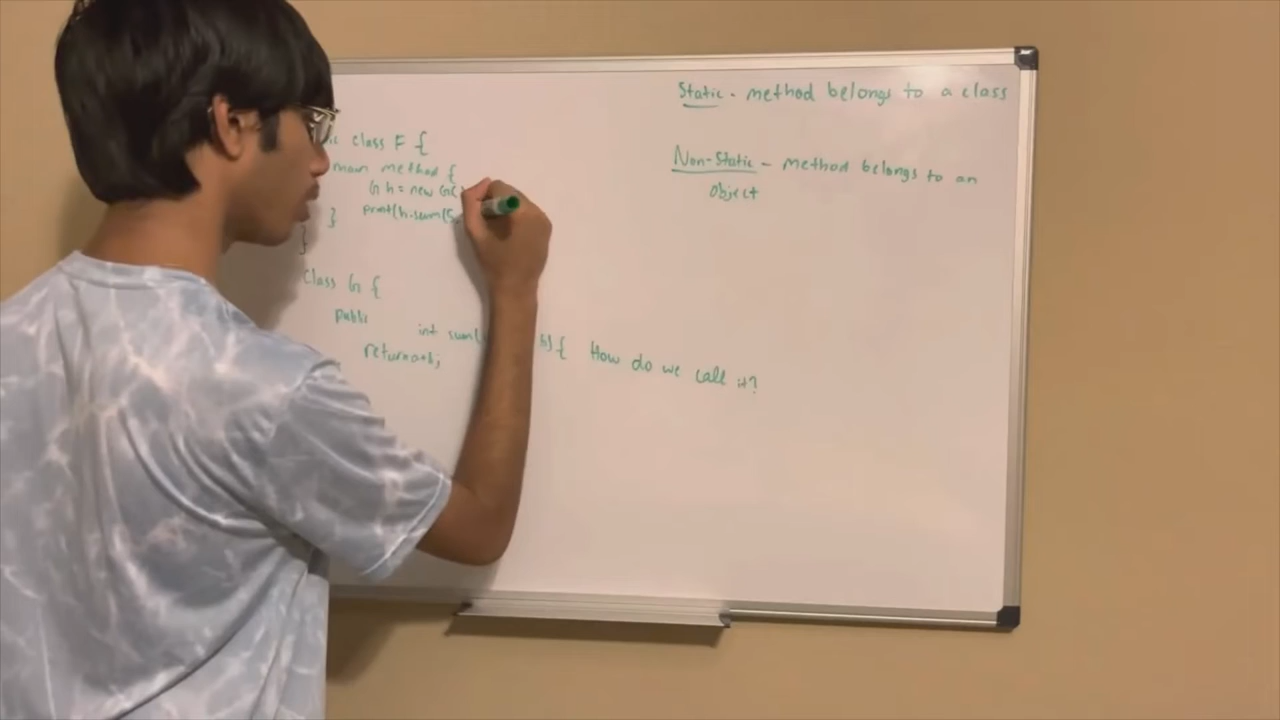 class F {
main method {
G h = new G(
print(h.sum(5,
}
}
class G {
public int sum( b) {
return a+b;
How do we call it?
Static - method belongs to a class
Non-Static - method belongs to an
object